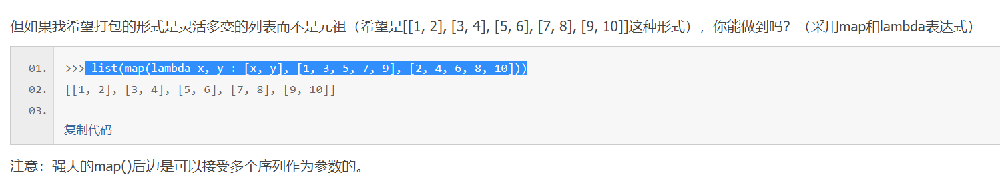 但如果我希望打包的形式是灵活多变的列表而不是元祖（希望是[[1, 2], [3, 4], [5, 6], [7, 8], [9, 10]]这种形式），你能做到吗？（采用map和lambda表达式）
01. >>> list(map(lambda x, y : [x, y], [1, 3, 5, 7, 9], [2, 4, 6, 8, 10]))
02. [[1, 2], [3, 4], [5, 6], [7, 8], [9, 10]]
03.
复制代码
注意：强大的map()后边是可以接受多个序列作为参数的。